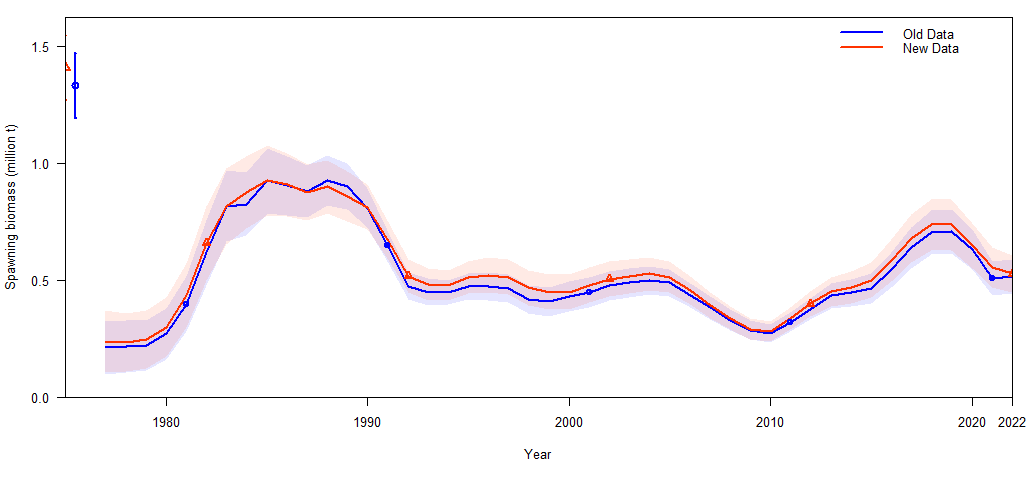 Old Data
New Data
Spawning biomass (million t)
1.5
1.0
0.5
0.0
1980 1990 2000 2010 2020 2022
Year